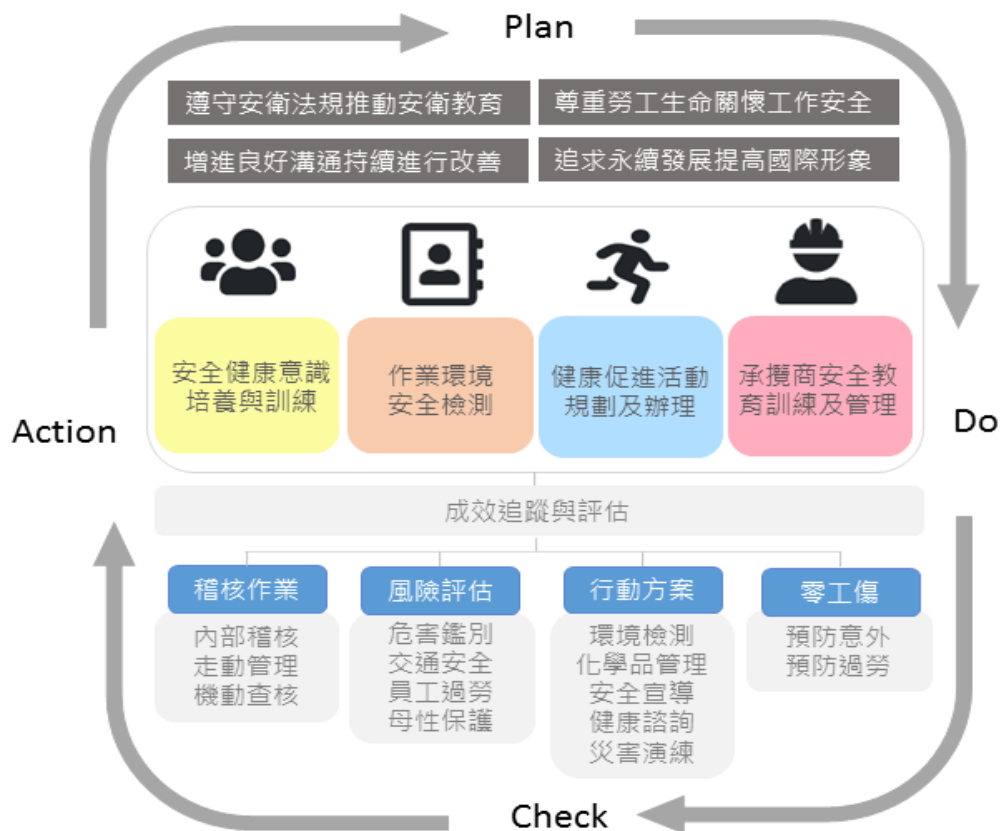 Plan
遵守安衛法規推動安衛教育
尊重勞工生命關懷工作安全
增進良好溝通持續進行改善
追求永續發展提高國際形象
安全健康意識
培養與訓練
作業環境
安全檢測
健康促進活動
規劃及辦理
承攬商安全教
育訓練及管理
Action
Do
成效追蹤與評估
稽核作業
內部稽核
走動管理
機動查核
風險評估
危害鑑別
交通安全
員工過勞
母性保護
行動方案
環境檢測
化學品管理
安全宣導
健康諮詢
災害演練
零工傷
預防意外
預防過勞
Check